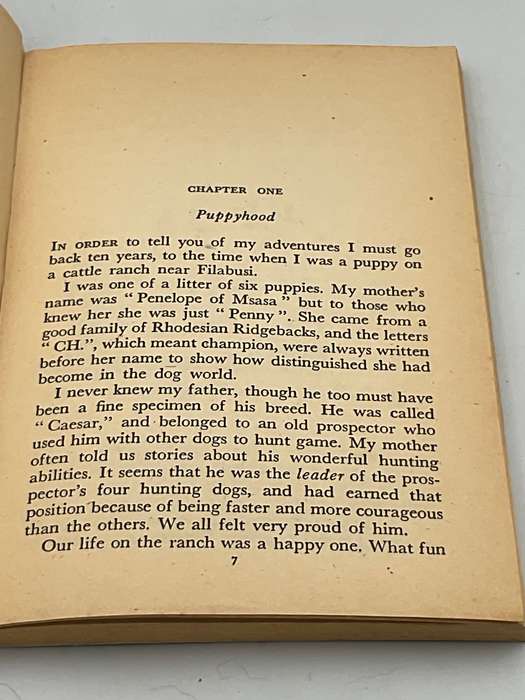 CHAPTER ONE
Puppyhood
IN ORDER to tell you of my adventures I must go
back ten years, to the time when I was a puppy on
a cattle ranch near Filabusi.
I was one of a litter of six puppies. My mother's
name was "Penelope of Msasa" but to those who
knew her she was just "Penny". She came from a
good family of Rhodesian Ridgebacks, and the letters
"CH.", which meant champion, were always written
before her name to show how distinguished she had
become in the dog world.
I never knew my father, though he too must have
been a fine specimen of his breed. He was called
"Caesar," and belonged to an old prospector who
used him with other dogs to hunt game. My mother
often told us stories about his wonderful hunting
abilities. It seems that he was the leader of the pros-
pector's four hunting dogs, and had earned that
position because of being faster and more courageous
than the others. We all felt very proud of him.
Our life on the ranch was a happy one. What fun
7